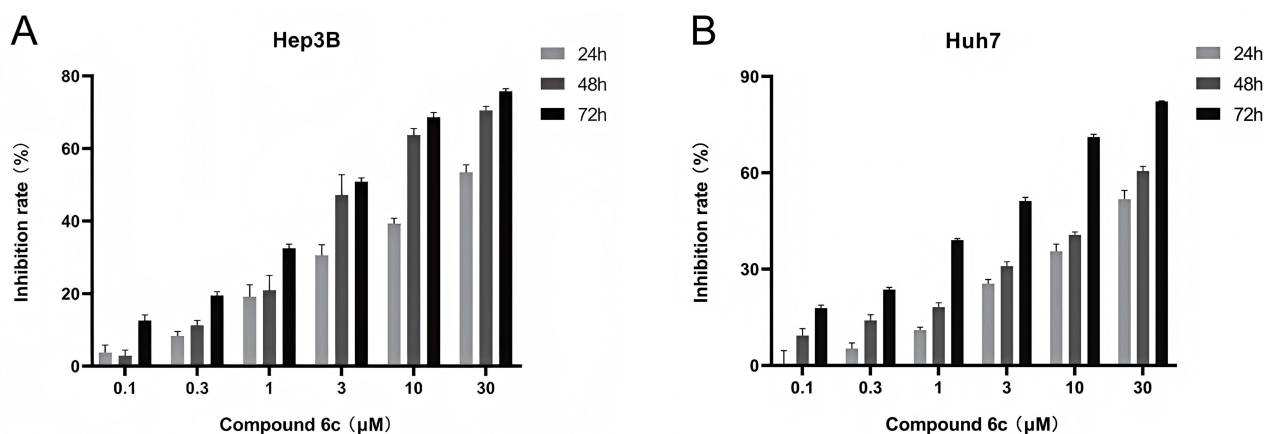 A
Hep3B
24h
48h
72h
80
60
40
20
0
Inhibition rate (%)
0.1 0.3 1 3 10 30
Compound 6c (μM)
B
Huh7
24h
48h
72h
90
60
30
0
Inhibition rate (%)
0.1 0.3 1 3 10 30
Compound 6c (μM)